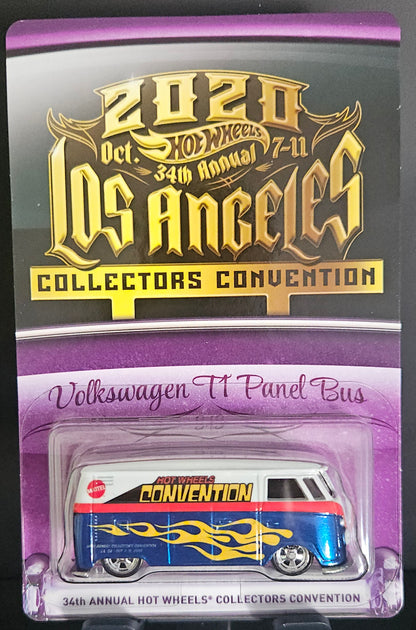 2020
HOT WHEELS
Oct. 34th Annual 7-11
LOS ANGELES
COLLECTORS CONVENTION
Volkswagen T1 Panel Bus
MATTEL
HOT WHEELS
CONVENTION
34th ANNUAL HOT WHEELS® COLLECTORS CONVENTION